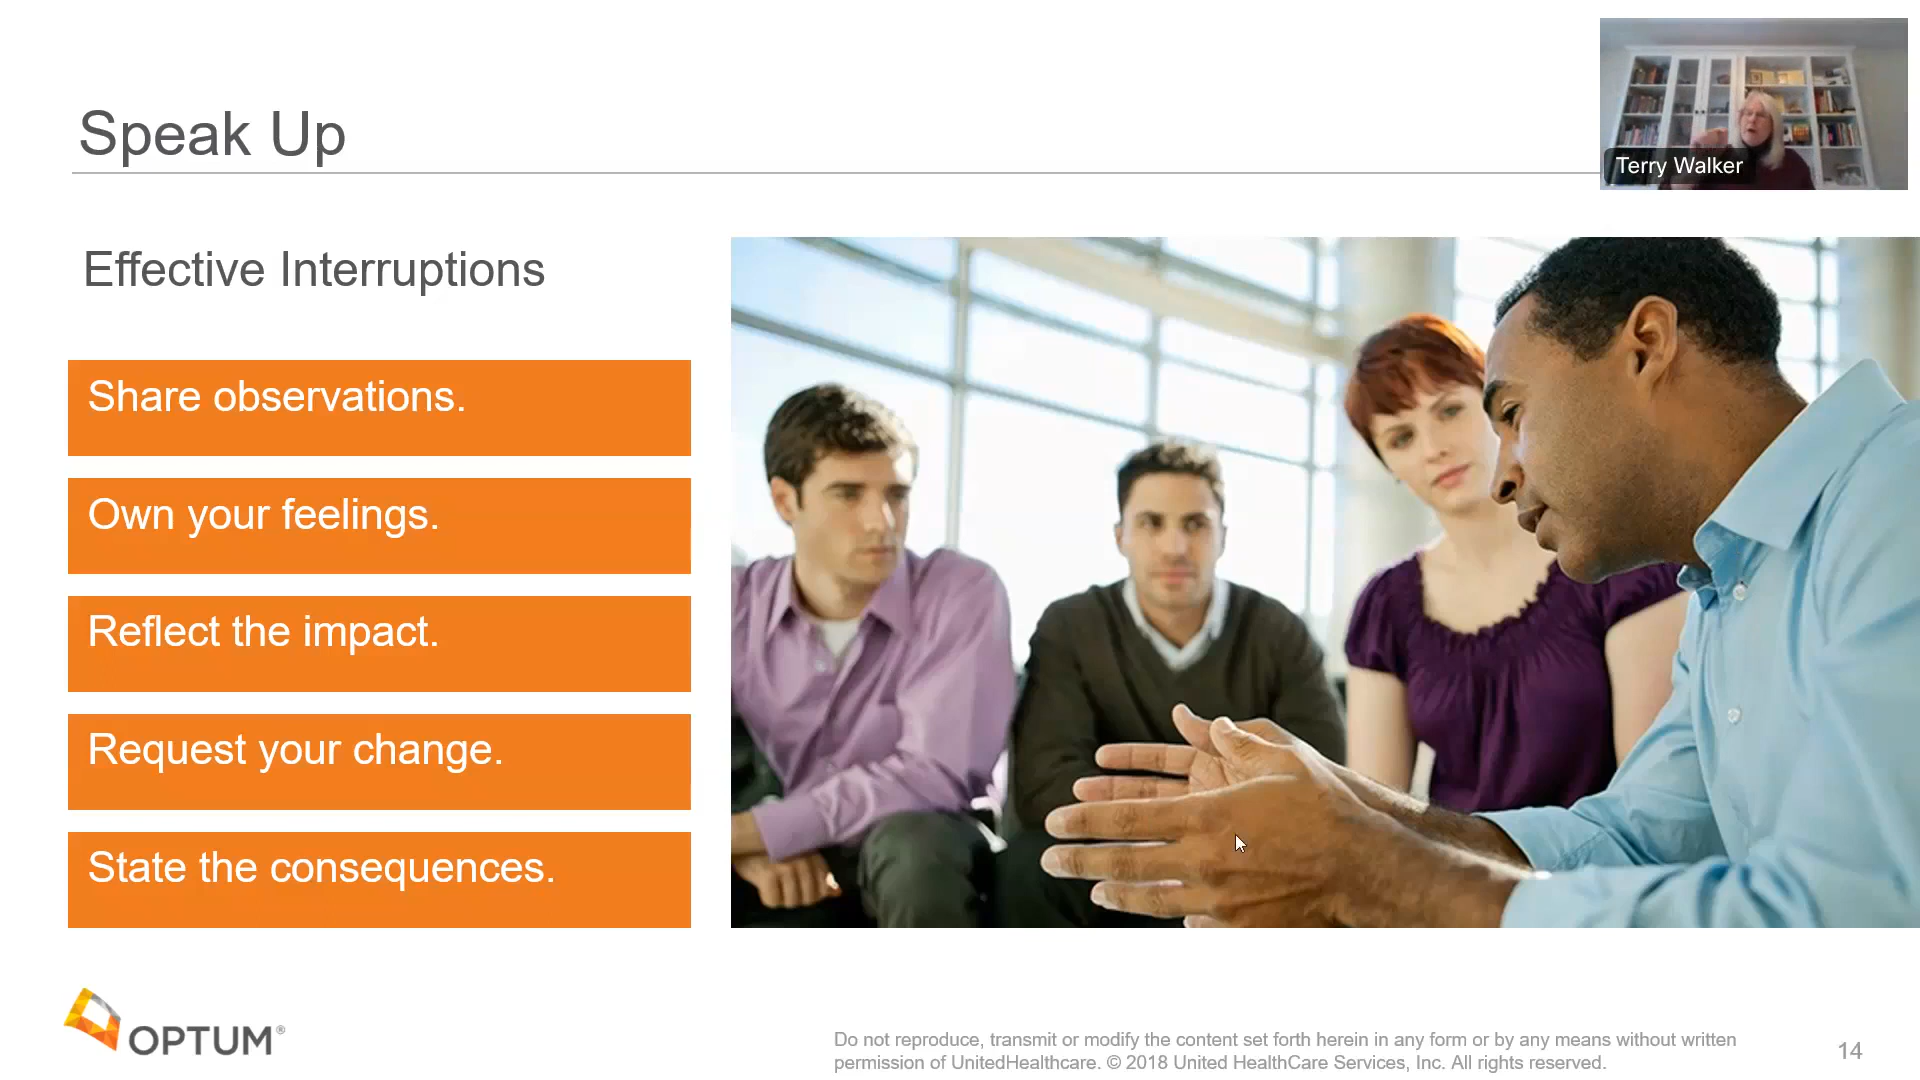 Speak Up
Terry Walker
Effective Interruptions
Share observations.
Own your feelings.
Reflect the impact.
Request your change.
State the consequences.
OPTUM®
Do not reproduce, transmit or modify the content set forth herein in any form or by any means without written
permission of UnitedHealthcare. © 2018 United HealthCare Services, Inc. All rights reserved.
14